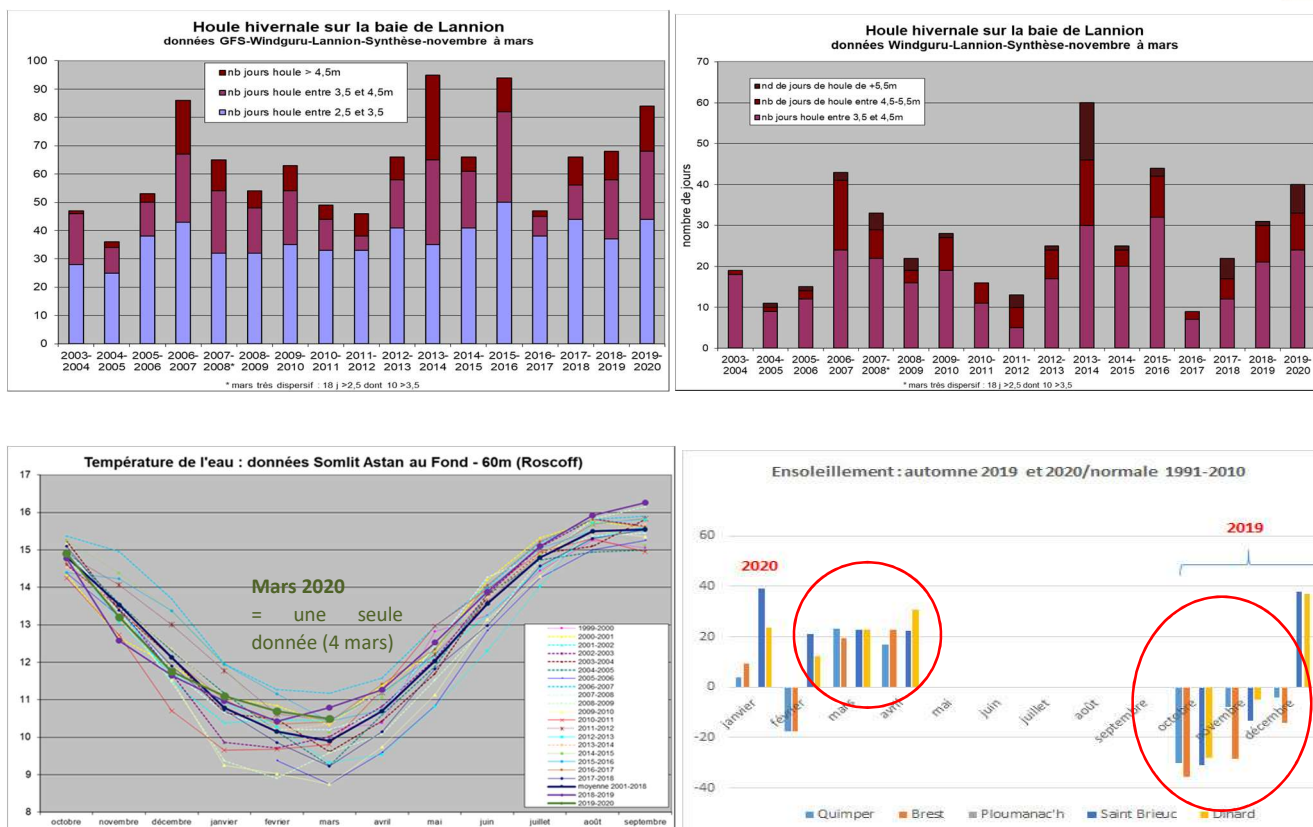 Houle hivernale sur la baie de Lannion
données GFS-Windguru-Lannion-Synthèse-novembre à mars
100
90
80
70
60
50
40
30
20
10
0
nb jours houle > 4,5m
nb jours houle entre 3,5 et 4,5m
nb jours houle entre 2,5 et 3,5
2003- 2004- 2005- 2006- 2007- 2008- 2009- 2010- 2011- 2012- 2013- 2014- 2015- 2016- 2017- 2018- 2019-
2004 2005 2006 2007 2008* 2009 2010 2011 2012 2013 2014 2015 2016 2017 2018 2019 2020
* mars très dispersif : 18 j >2,5 dont 10 >3,5
Houle hivernale sur la baie de Lannion
données Windguru-Lannion-Synthèse-novembre à mars
nombre de jours
70
60
50
40
30
20
10
0
nd de jours de houle de +5,5m
nb de jours de houle entre 4,5-5,5m
nb jours houle entre 3,5 et 4,5m
2003- 2004- 2005- 2006- 2007- 2008- 2009- 2010- 2011- 2012- 2013- 2014- 2015- 2016- 2017- 2018- 2019-
2004 2005 2006 2007 2008* 2009 2010 2011 2012 2013 2014 2015 2016 2017 2018 2019 2020
* mars très dispersif : 18 j >2,5 dont 10 >3,5
Température de l'eau : données Somlit Astan au Fond - 60m (Roscoff)
17
16
15
14
13
12
11
10
9
8
Mars 2020
= une seule
donnée (4 mars)
1999-2000
2000-2001
2001-2002
2002-2003
2003-2004
2004-2005
2005-2006
2006-2007
2007-2008
2008-2009
2009-2010
2010-2011
2011-2012
2012-2013
2013-2014
2014-2015
2015-2016
2016-2017
2017-2018
moyenne 2001-2018
2018-2019
2019-2020
octobre novembre décembre janvier fevrier mars avril mai juin juillet août septembre
Ensoleillement : automne 2019 et 2020/normale 1991-2010
60
40
20
0
-20
-40
2020
2019
janvier février mars avril mai juin juillet août septembre octobre novembre décembre
Quimper Brest Ploumanac'h Saint Brieuc Dinard